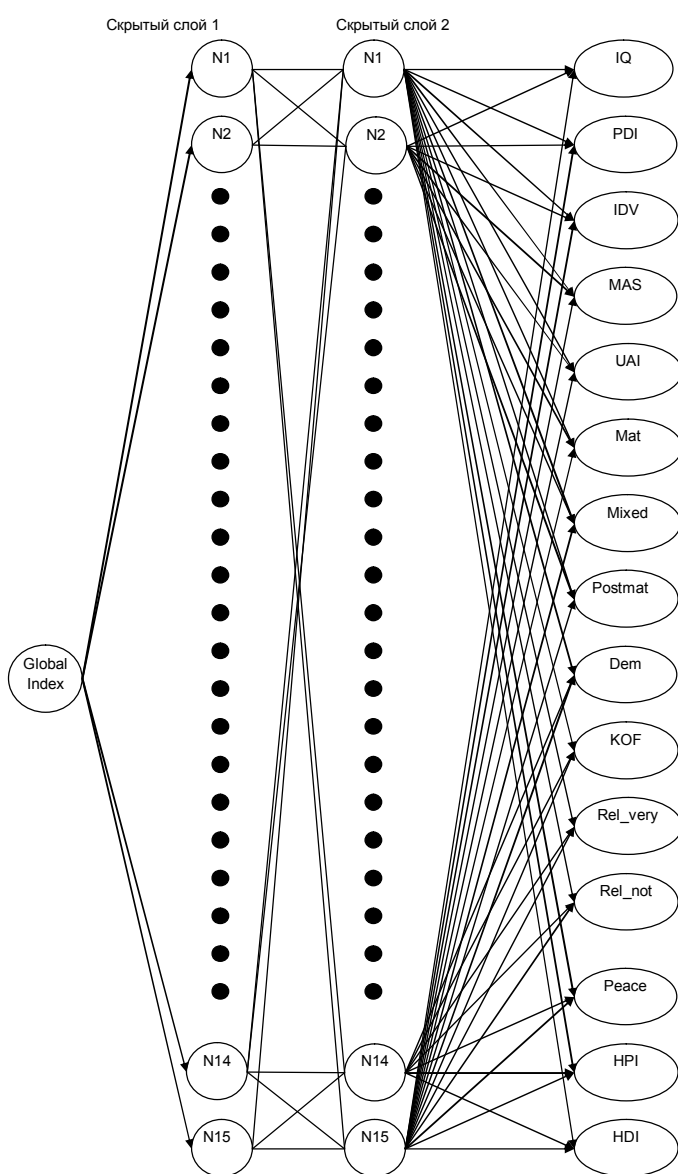 Скрытый слой 1
Скрытый слой 2
N1
N1
IQ
N2
N2
PDI
IDV
MAS
UAI
Mat
Mixed
Postmat
Global
Index
Dem
KOF
Rel_very
Rel_not
Peace
N14
N14
HPI
N15
N15
HDI